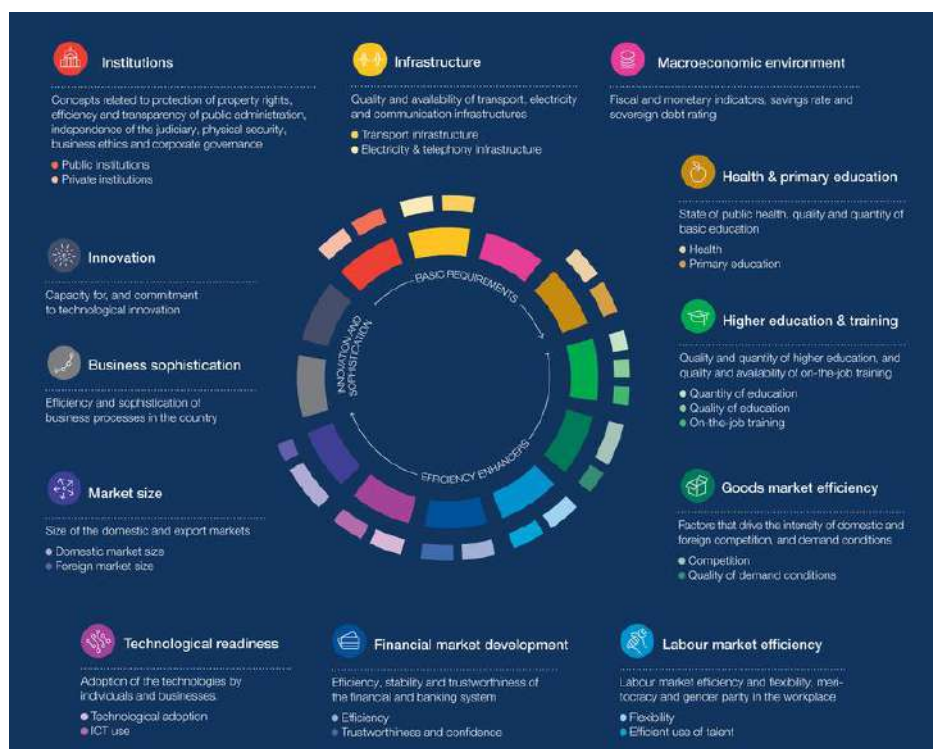 Institutions
Concepts related to protection of property rights,
efficiency and transparency of public administration,
independence of the judiciary, physical security,
business ethics and corporate governance
Public institutions
Private institutions
Infrastructure
Quality and availability of transport, electricity
and communication infrastructures
Transport infrastructure
Electricity & telephony infrastructure
Macroeconomic environment
Fiscal and monetary indicators, savings rate and
sovereign debt rating
Health & primary education
State of public health, quality and quantity of
basic education
Health
Primary education
Innovation
Capacity for, and commitment
to technological innovation
BASIC REQUIREMENTS
INNOVATION AND
SOPHISTICATION
EFFICIENCY ENHANCERS
Higher education & training
Quality and quantity of higher education, and
quality and availability of on-the-job training
Quantity of education
Quality of education
On-the-job training
Business sophistication
Efficiency and sophistication of
business processes in the country
Market size
Size of the domestic and export markets
Domestic market size
Foreign market size
Goods market efficiency
Factors that drive the intensity of domestic and
foreign competition, and demand conditions
Competition
Quality of demand conditions
Technological readiness
Adoption of the technologies by
individuals and businesses
Technological adoption
ICT use
Financial market development
Efficiency, stability and trustworthiness of
the financial and banking system
Efficiency
Trustworthiness and confidence
Labour market efficiency
Labour market efficiency and flexibility, meri-
tocracy and gender parity in the workplace
Flexibility
Efficient use of talent